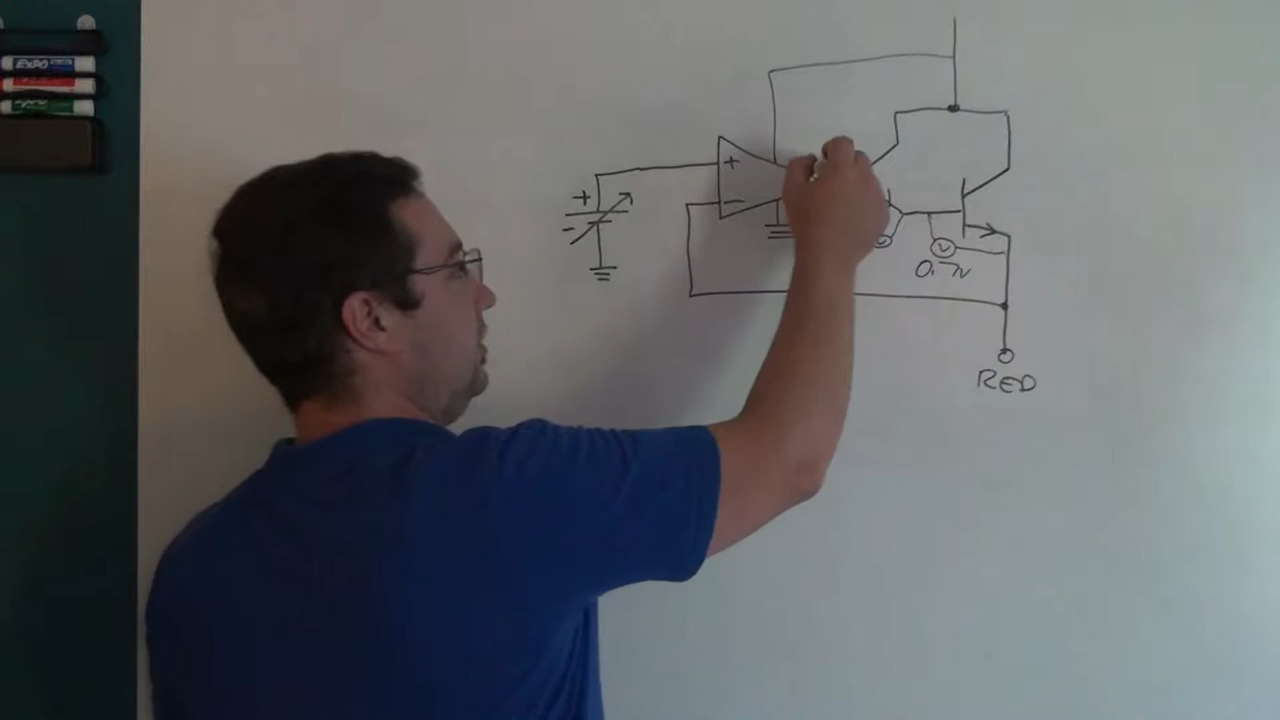 EXPO
+
-
+
-
V
V
0.7V
RED